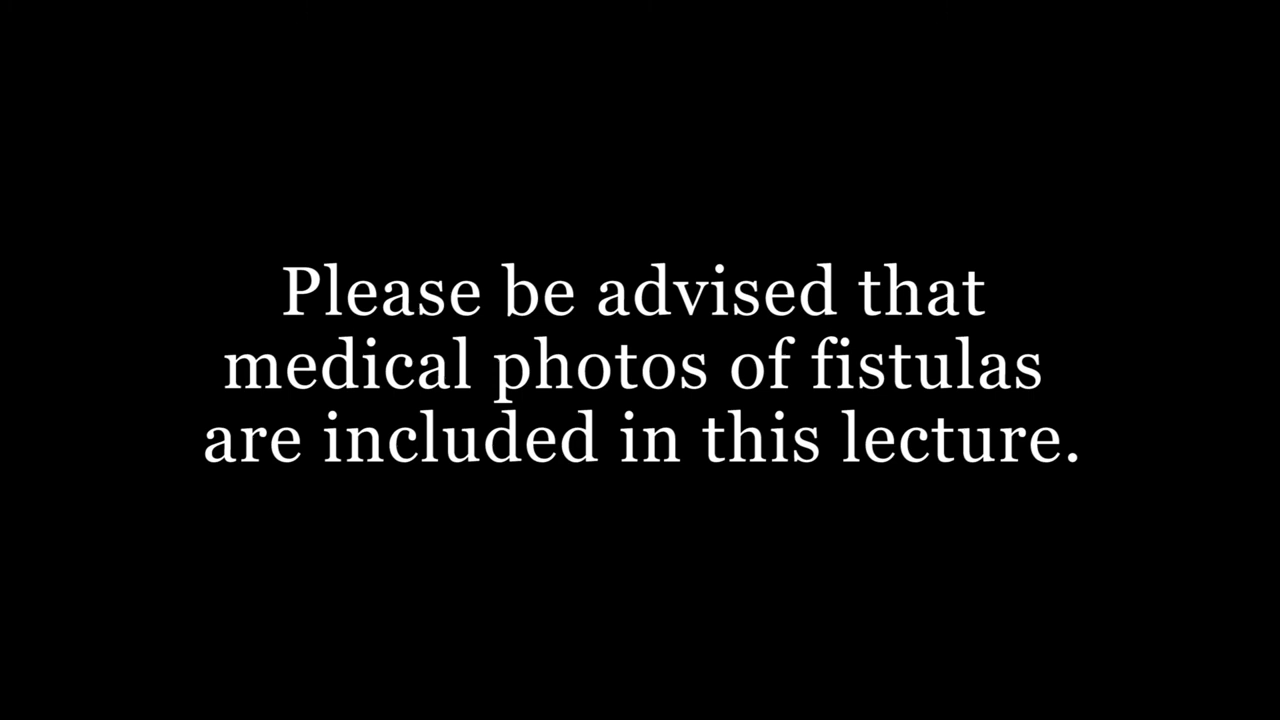 Please be advised that
medical photos of fistulas
are included in this lecture.